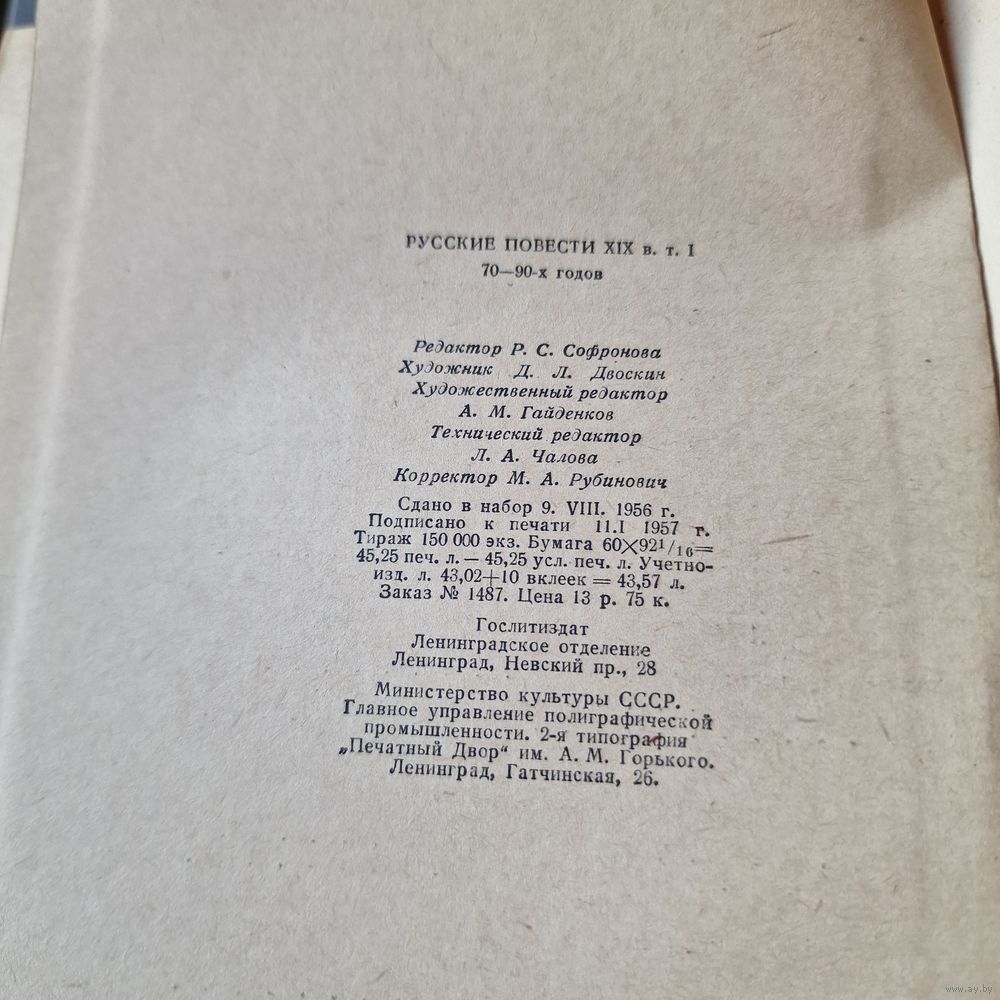 РУССКИЕ ПОВЕСТИ XIX в. т. I
70—90-х годов
Редактор Р. С. Софронова
Художник Д. Л. Двоскин
Художественный редактор
А. М. Гайденков
Технический редактор
Л. А. Чалова
Корректор М. А. Рубинович
Сдано в набор 9. VIII. 1956 г.
Подписано к печати 11.I 1957 г.
Тираж 150 000 экз. Бумага 60×92¹/₁₆=
45,25 печ. л. — 45,25 усл. печ. л. Учетно-
изд. л. 43,02+10 вклеек = 43,57 л.
Заказ № 1487. Цена 13 р. 75 к.
Гослитиздат
Ленинградское отделение
Ленинград, Невский пр., 28
Министерство культуры СССР.
Главное управление полиграфической
промышленности. 2-я типография
„Печатный Двор“ им. А. М. Горького.
Ленинград, Гатчинская, 26.
www.ay.by